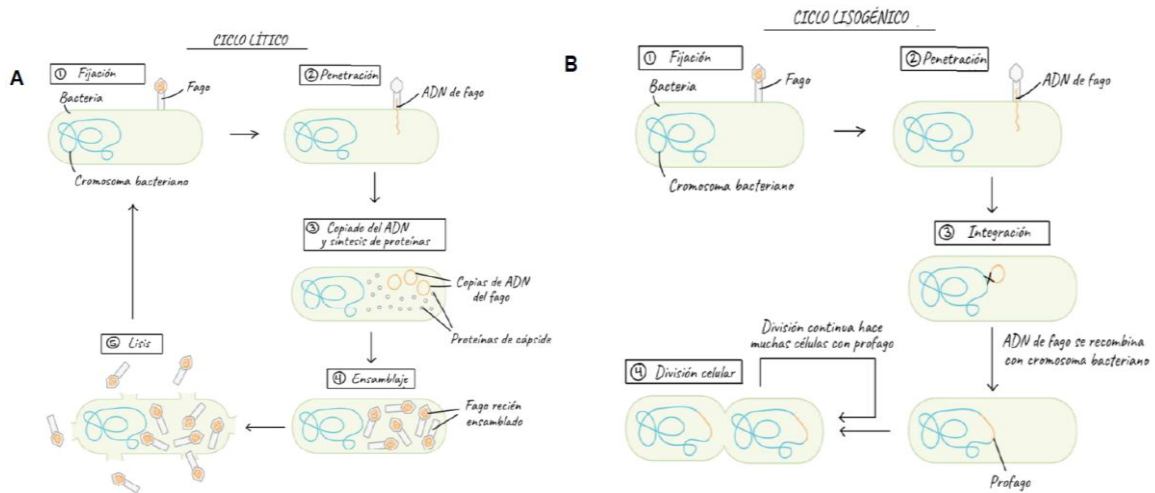 CICLO LÍTICO
A
① Fijación
Fago
Bacteria
Cromosoma bacteriano
② Penetración
ADN de fago
③ Copiado del ADN
y síntesis de proteínas
Copias de ADN
del fago
Proteínas de cápside
④ Ensamblaje
Fago recién
ensamblado
⑤ Lisis
CICLO LISOGÉNICO
B
① Fijación
Fago
Bacteria
Cromosoma bacteriano
② Penetración
ADN de fago
③ Integración
ADN de fago se recombina
con cromosoma bacteriano
Profago
División continua hace
muchas células con profago
④ División celular